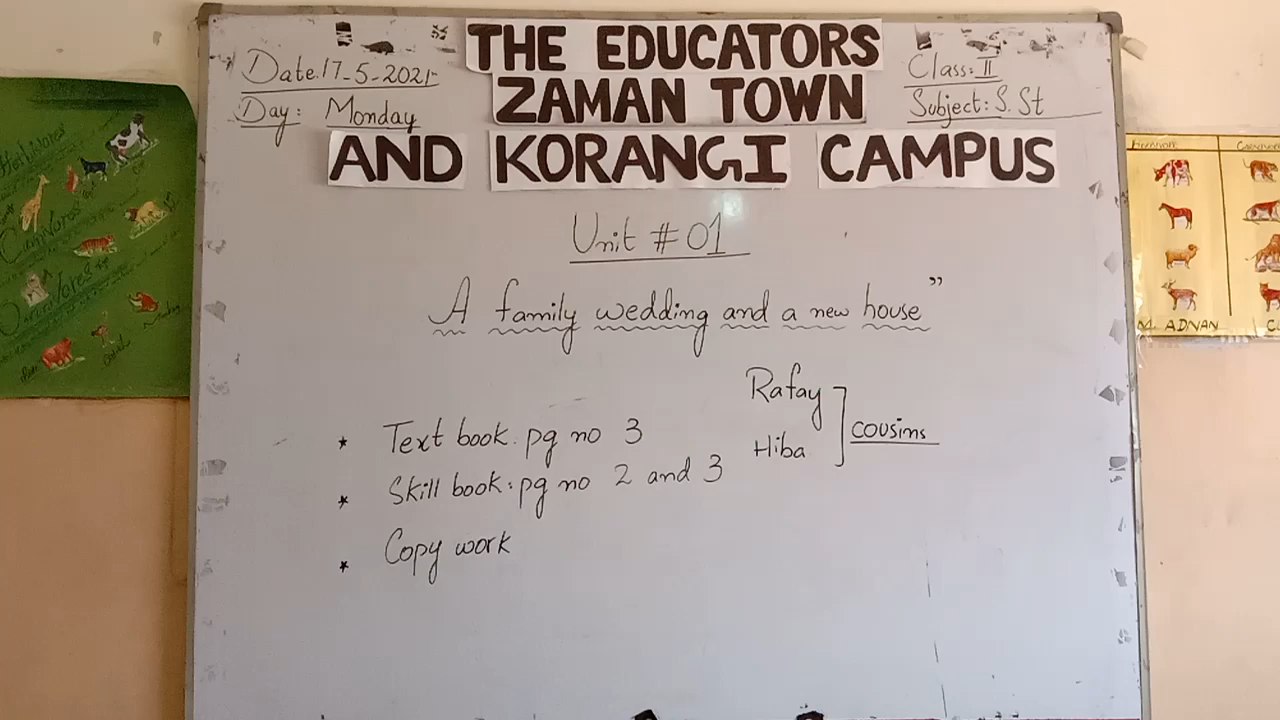 THE EDUCATORS
ZAMAN TOWN
AND KORANGI CAMPUS
Date.17-5-2021
Day: Monday
Class: II
Subject: S. St
Unit # 01
A family wedding and a new house”
Rafay
Hiba
cousins
* Text book. pg no 3
* Skill book: pg no 2 and 3
* Copy work
Herbivores
Carnivores
M. ADNAN